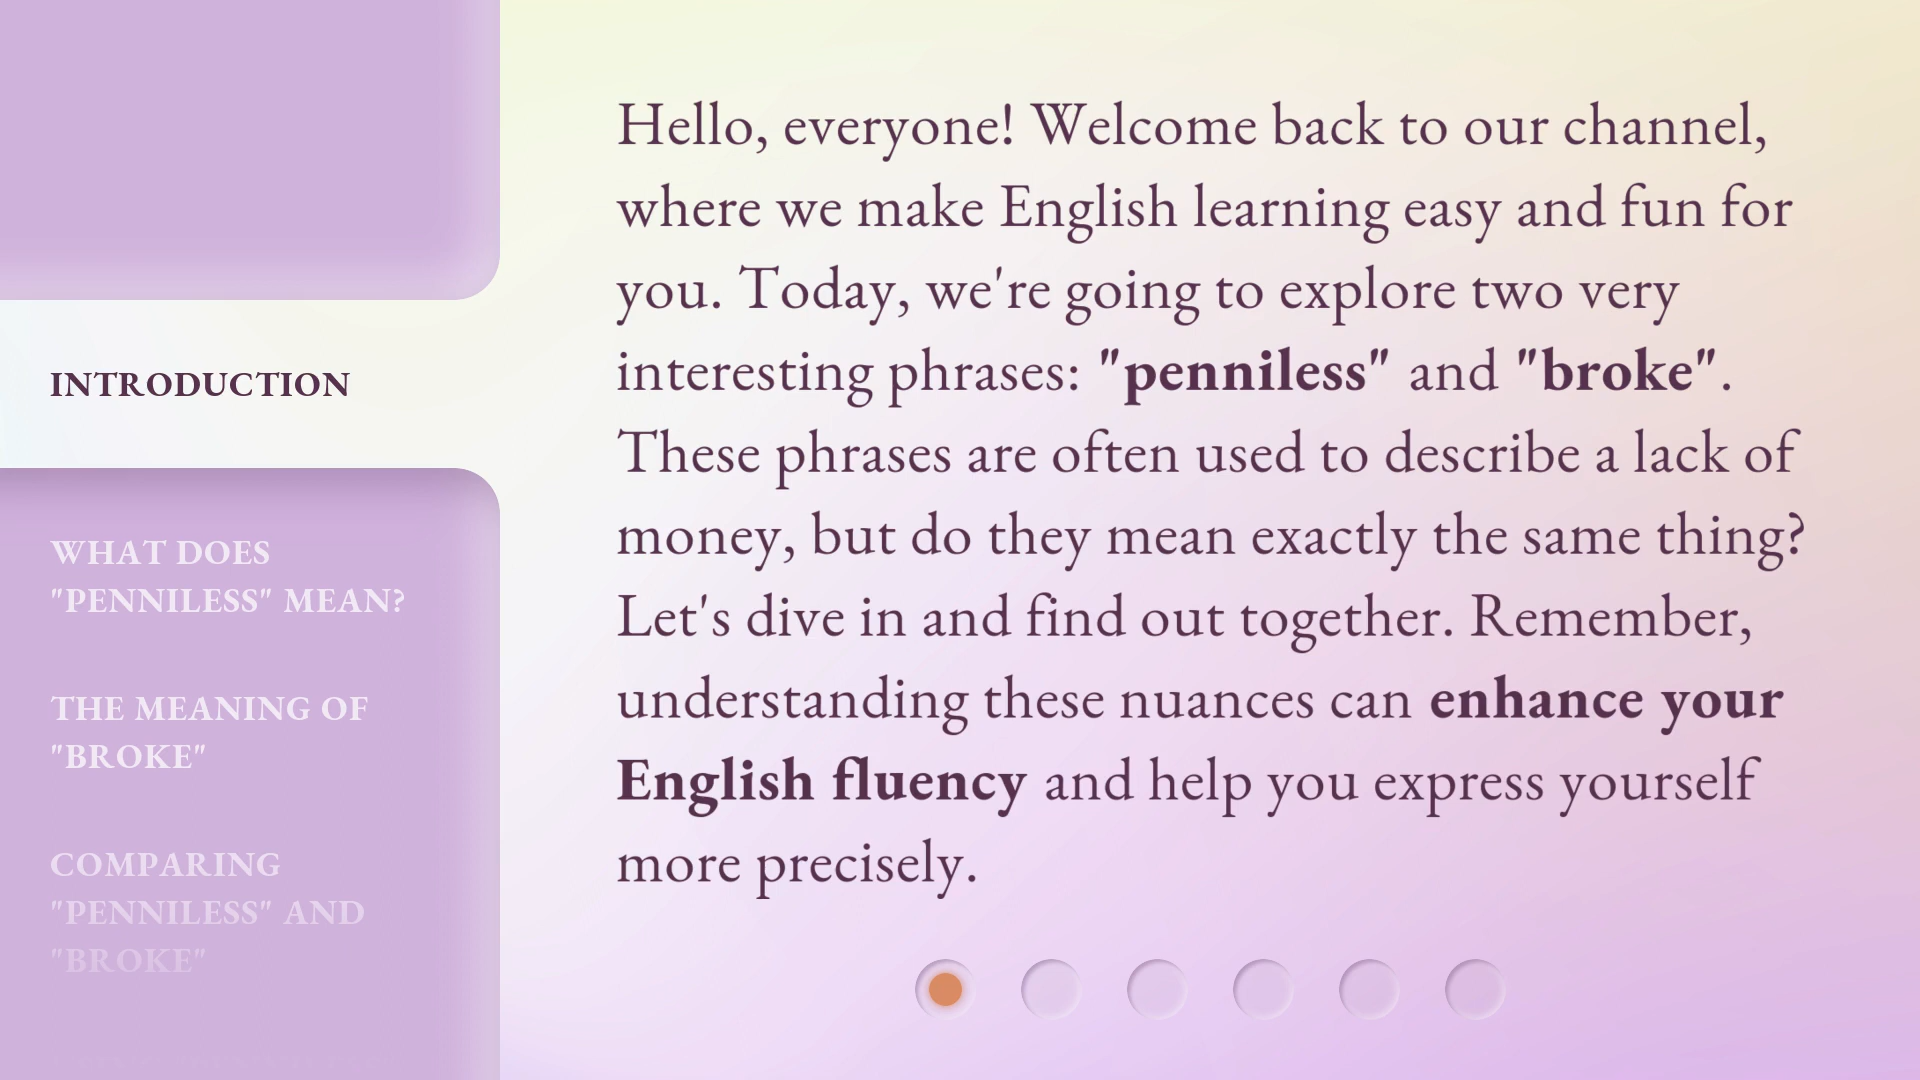 INTRODUCTION
WHAT DOES
"PENNILESS" MEAN?
THE MEANING OF
"BROKE"
COMPARING
"PENNILESS" AND
"BROKE"
Hello, everyone! Welcome back to our channel,
where we make English learning easy and fun for
you. Today, we're going to explore two very
interesting phrases: "penniless" and "broke".
These phrases are often used to describe a lack of
money, but do they mean exactly the same thing?
Let's dive in and find out together. Remember,
understanding these nuances can enhance your
English fluency and help you express yourself
more precisely.